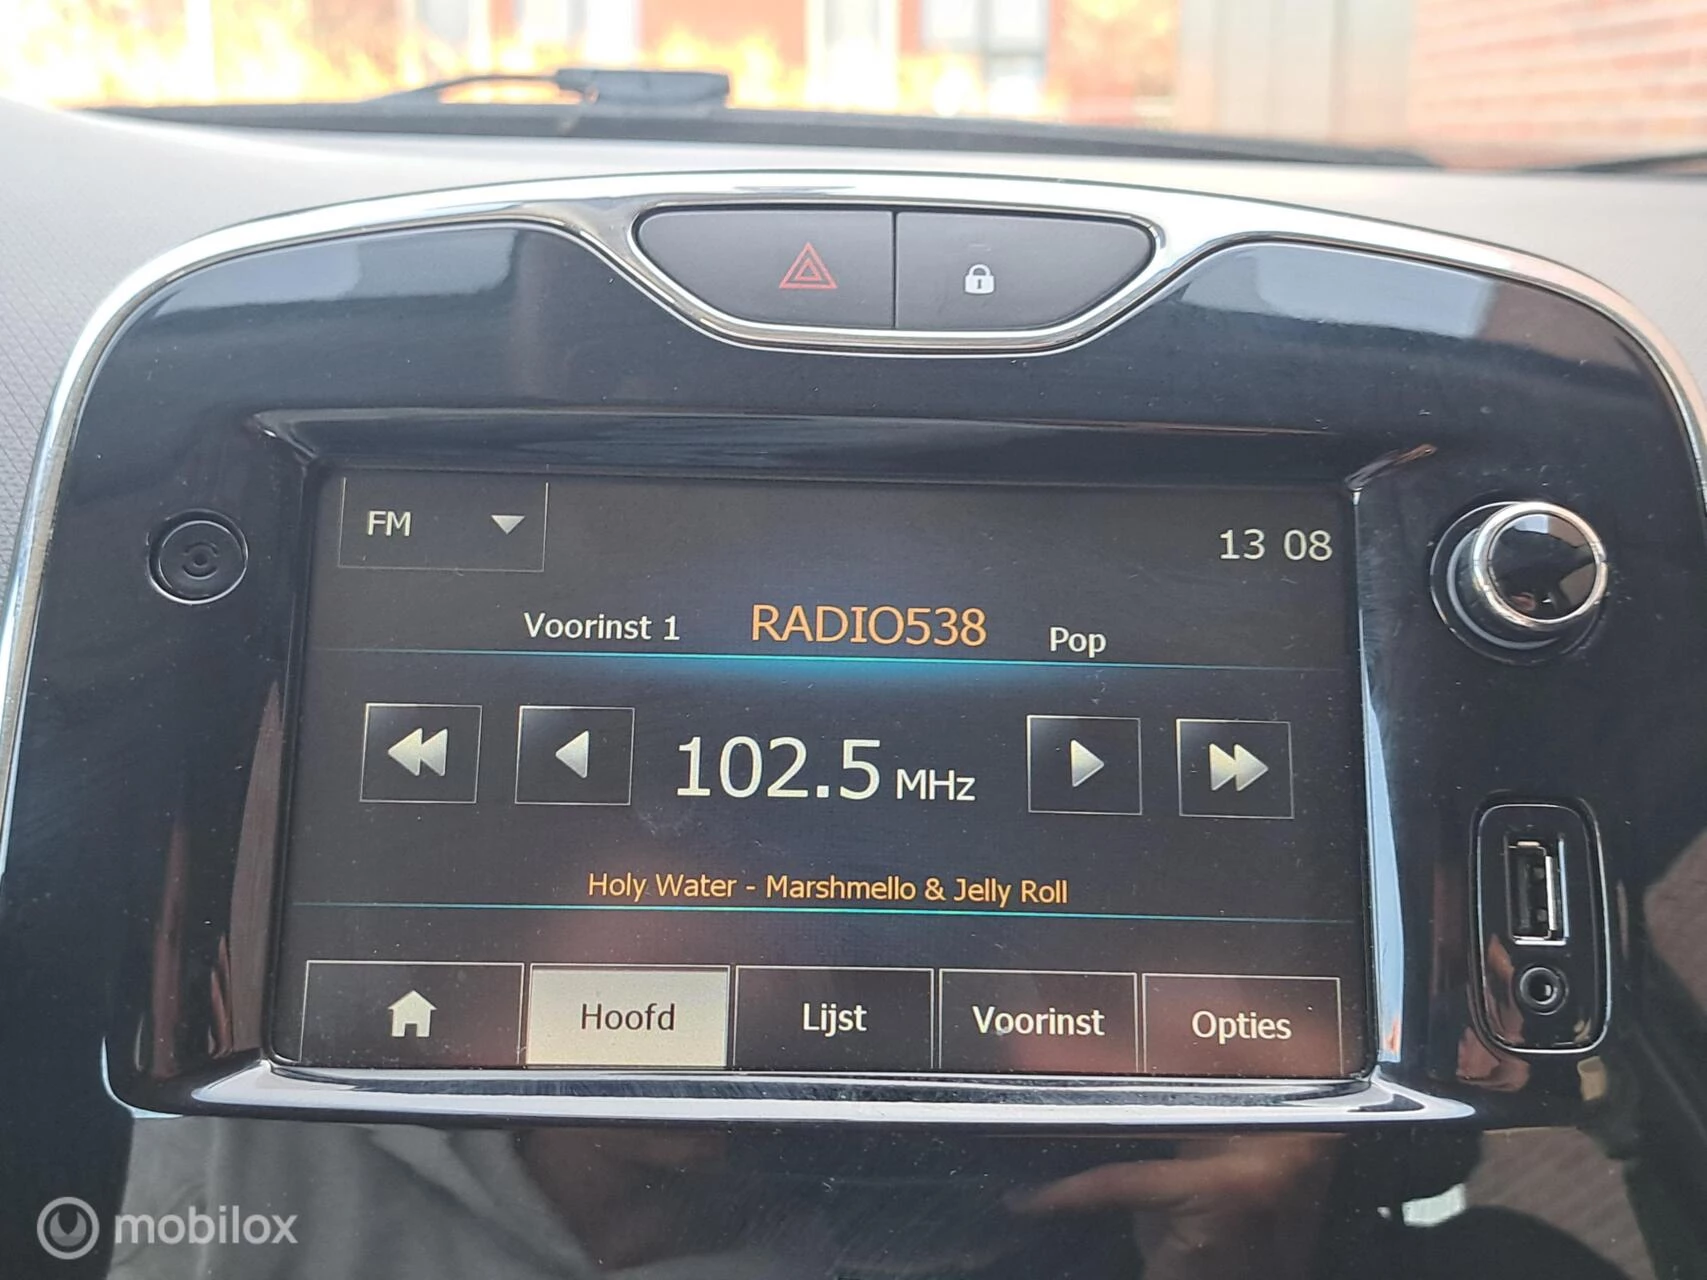 FM
13 08
Voorinst 1 RADIO538 Pop
102.5 MHz
Holy Water - Marshmello & Jelly Roll
Hoofd Lijst Voorinst Opties
mobilox